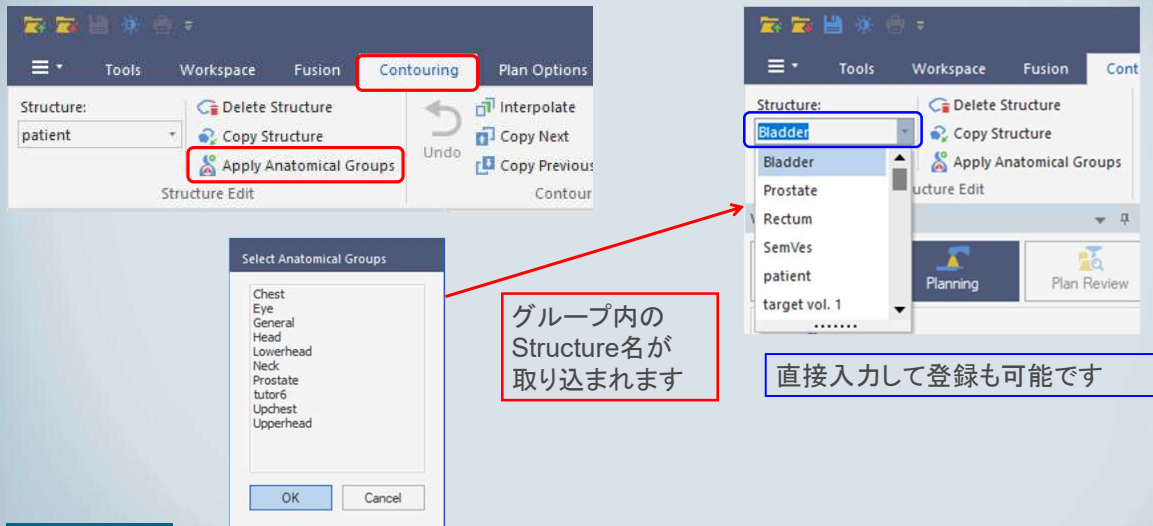 Tools Workspace Fusion Contouring Plan Options
Structure:
patient
Delete Structure
Copy Structure
Apply Anatomical Groups
Structure Edit
Undo
Interpolate
Copy Next
Copy Previous
Contour
Select Anatomical Groups
Chest
Eye
General
Head
Lowerhead
Neck
Prostate
tutor6
Upchest
Upperhead
OK Cancel
グループ内の
Structure名が
取り込まれます
Tools Workspace Fusion Cont
Structure:
Bladder
Delete Structure
Copy Structure
Apply Anatomical Groups
ucture Edit
Bladder
Prostate
Rectum
SemVes
patient
target vol. 1
Planning
Plan Review
直接入力して登録も可能です